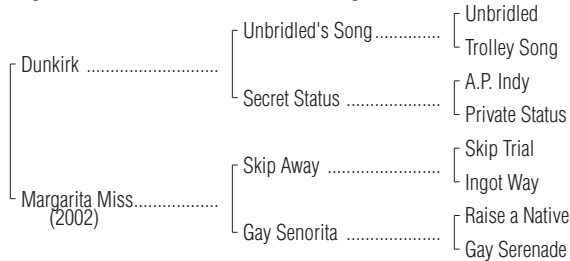 Unbridled
Unbridled's Song..............
Trolley Song
Dunkirk ...........................
A.P. Indy
Secret Status ....................
Private Status
Skip Trial
Skip Away ........................
Ingot Way
Margarita Miss..................
(2002)
Raise a Native
Gay Senorita ....................
Gay Serenade